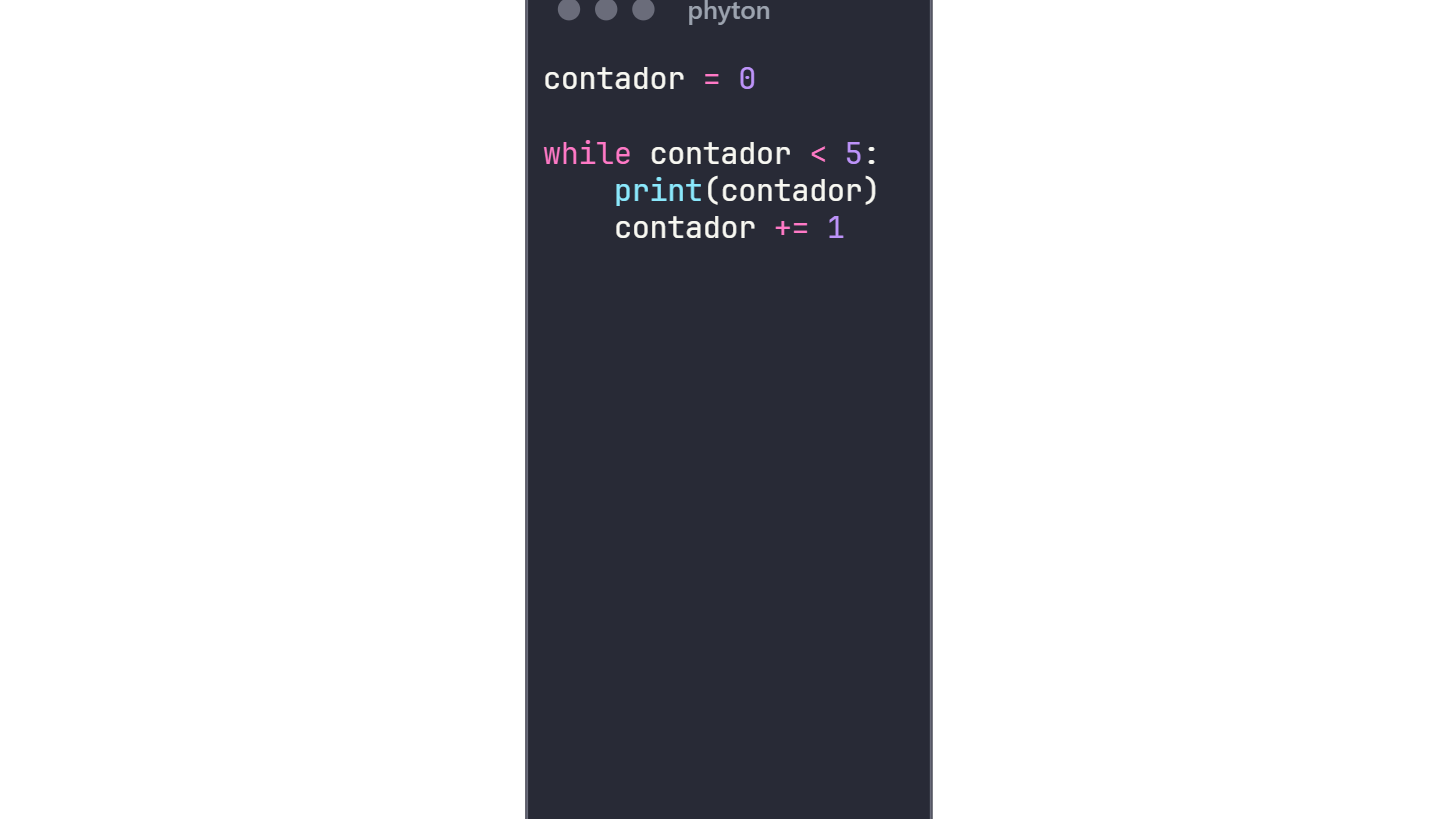 phyton
contador = 0
while contador < 5:
    print(contador)
    contador += 1